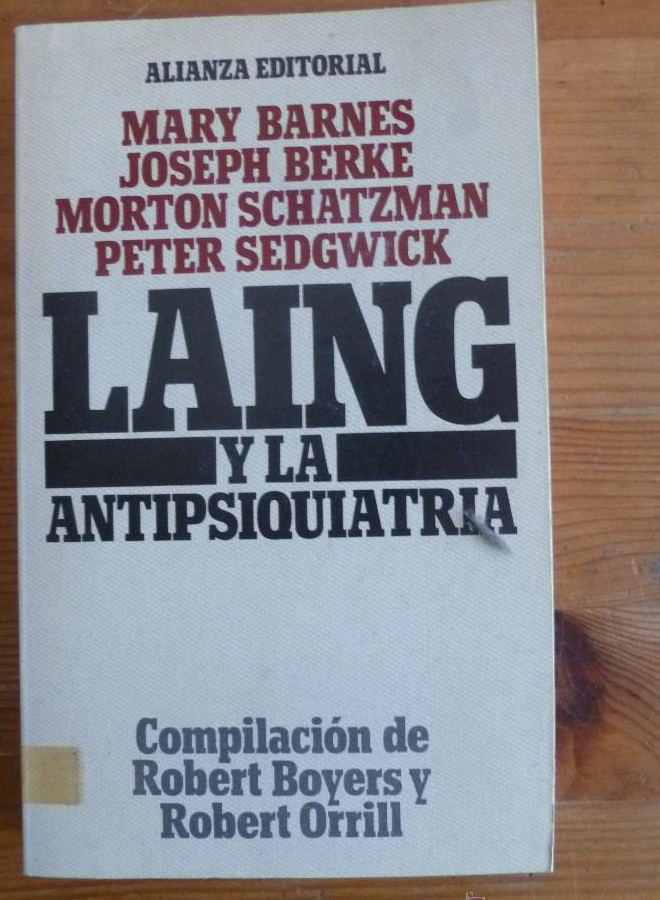 ALIANZA EDITORIAL
MARY BARNES
JOSEPH BERKE
MORTON SCHATZMAN
PETER SEDGWICK
LAING
Y LA
ANTIPSIQUIATRIA
Compilación de
Robert Boyers y
Robert Orrill